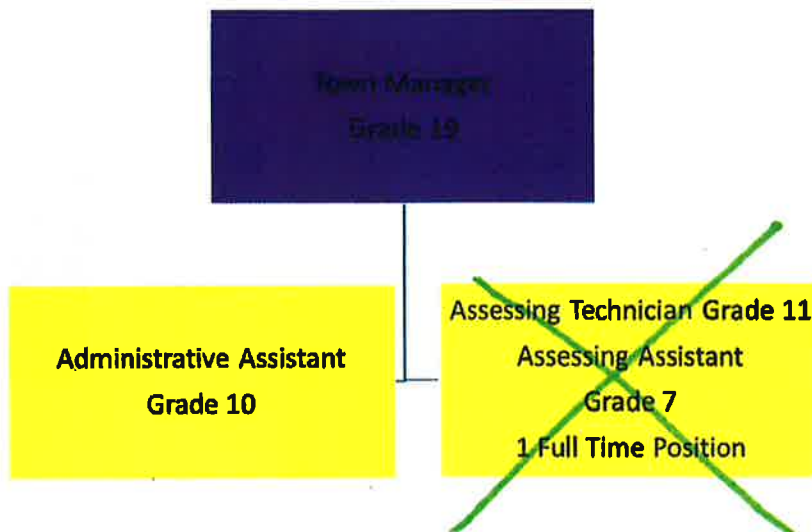 Town Manager
Grade 19
Administrative Assistant
Grade 10
Assessing Technician Grade 11
Assessing Assistant
Grade 7
1 Full Time Position